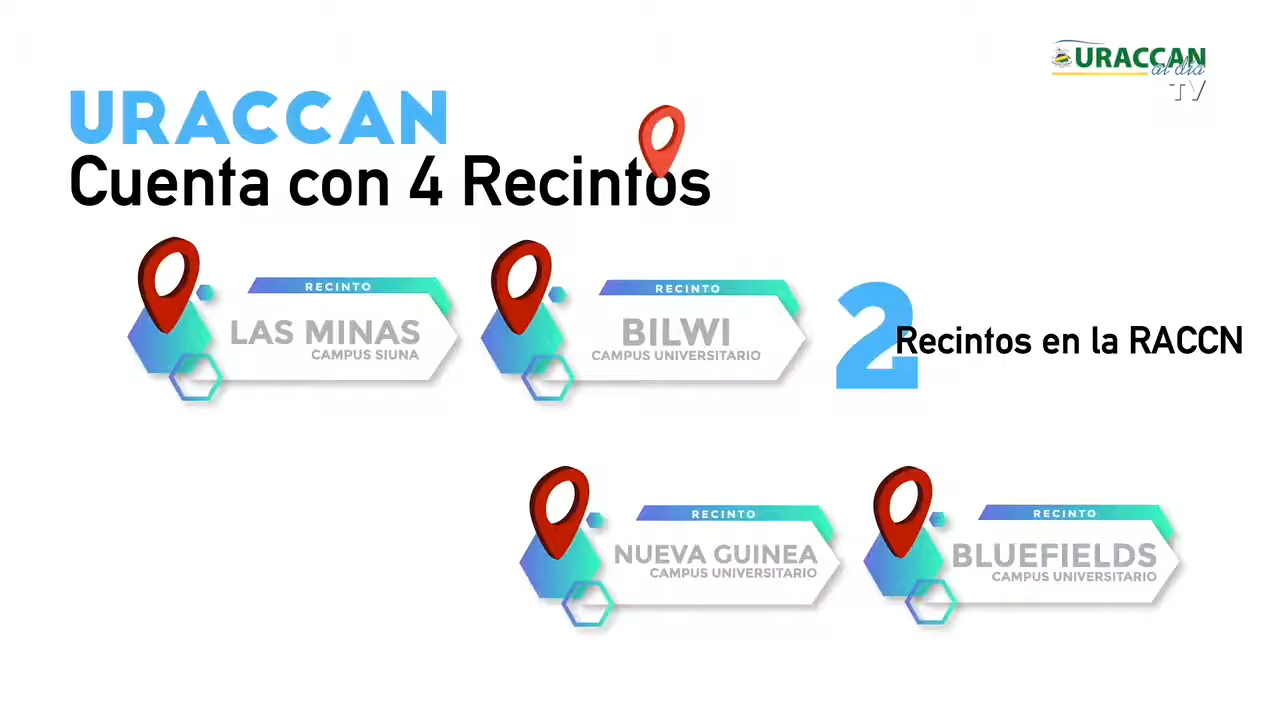 URACCAN
al día
TV
URACCAN
Cuenta con 4 Recintos
RECINTO
LAS MINAS
CAMPUS SIUNA
RECINTO
BILWI
CAMPUS UNIVERSITARIO
2 Recintos en la RACCN
RECINTO
NUEVA GUINEA
CAMPUS UNIVERSITARIO
RECINTO
BLUEFIELDS
CAMPUS UNIVERSITARIO